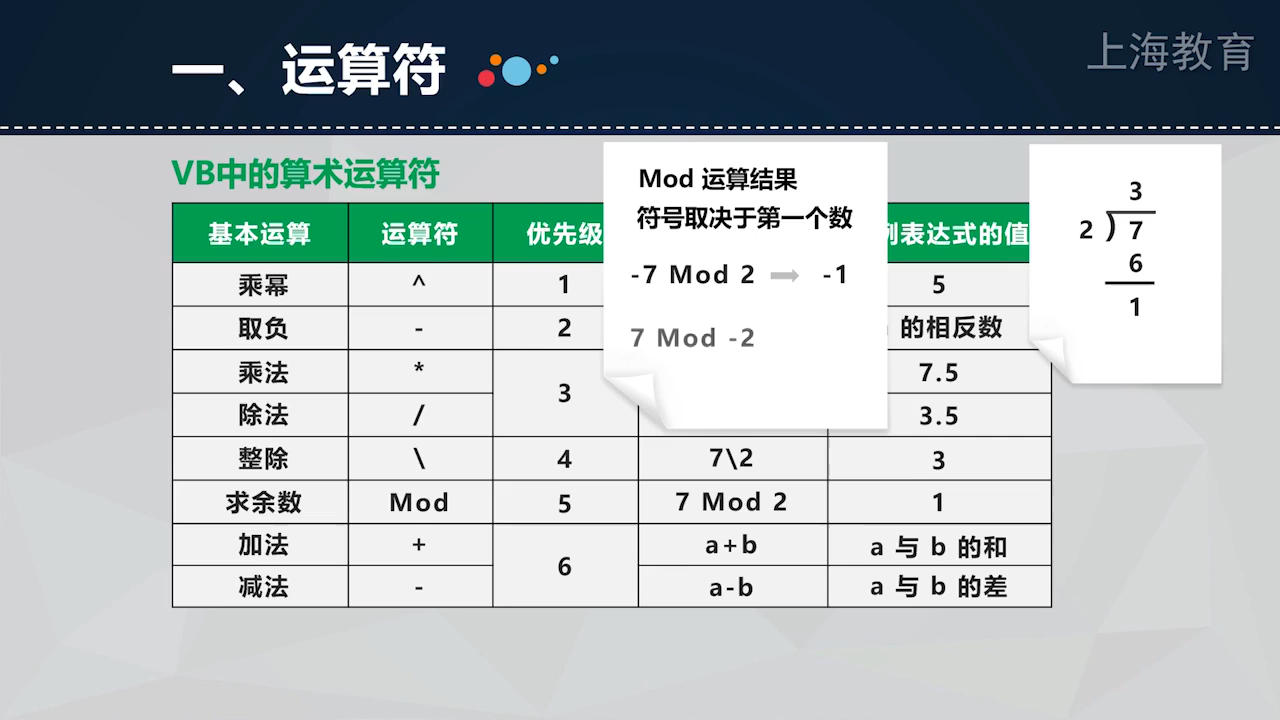 一、运算符
上海教育
VB中的算术运算符
基本运算 运算符 优先级 列表达式的值
乘幂 ^ 1 5
取负 - 2 的相反数
乘法 * 3 7.5
除法 / 3.5
整除 \ 4 7\2 3
求余数 Mod 5 7 Mod 2 1
加法 + 6 a+b a 与 b 的和
减法 - a-b a 与 b 的差
Mod 运算结果
符号取决于第一个数
-7 Mod 2 -1
7 Mod -2
3
2 ) 7
6
1